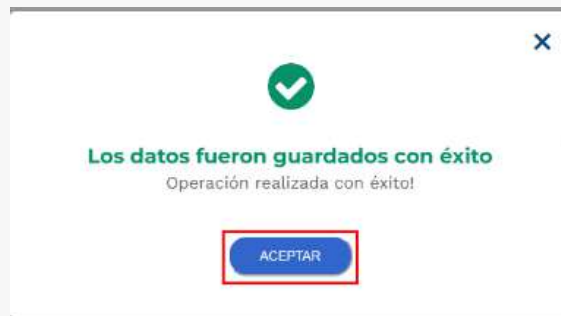 Los datos fueron guardados con éxito
Operación realizada con éxito!
ACEPTAR